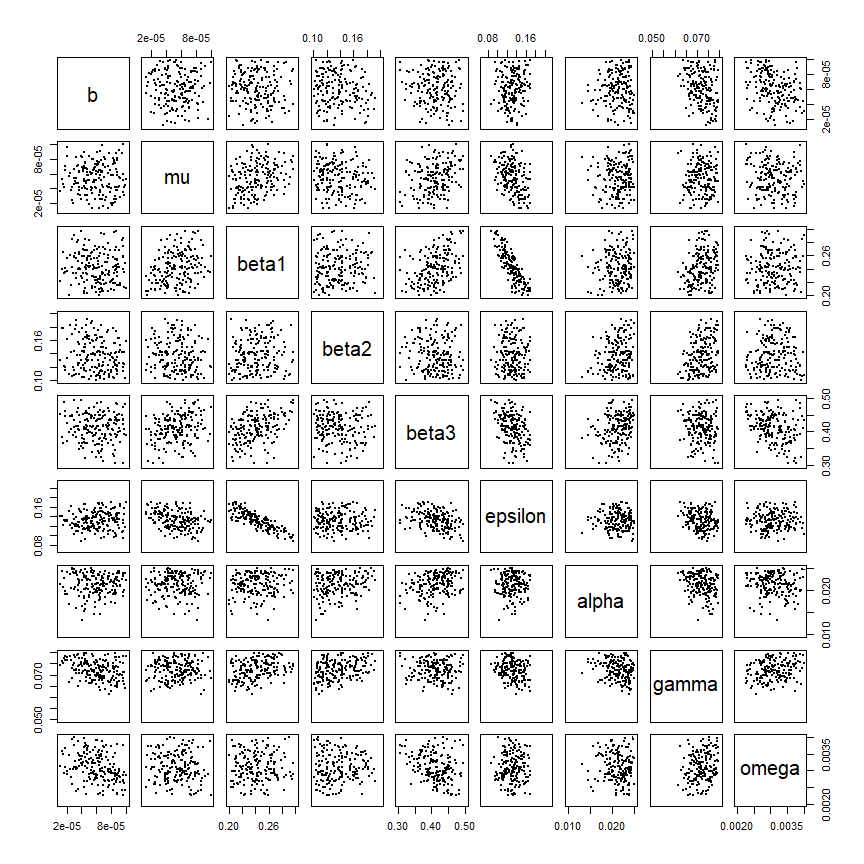 2e-05 8e-05 0.10 0.16 0.08 0.16 0.050 0.070
b 2e-05 8e-05
2e-05 8e-05 mu
beta1 0.20 0.26
0.10 0.16 beta2
beta3 0.30 0.40 0.50
0.08 0.16 epsilon
alpha 0.010 0.020
0.050 0.070 gamma
omega 0.0020 0.0035
2e-05 8e-05 0.20 0.26 0.30 0.40 0.50 0.010 0.020 0.0020 0.0035